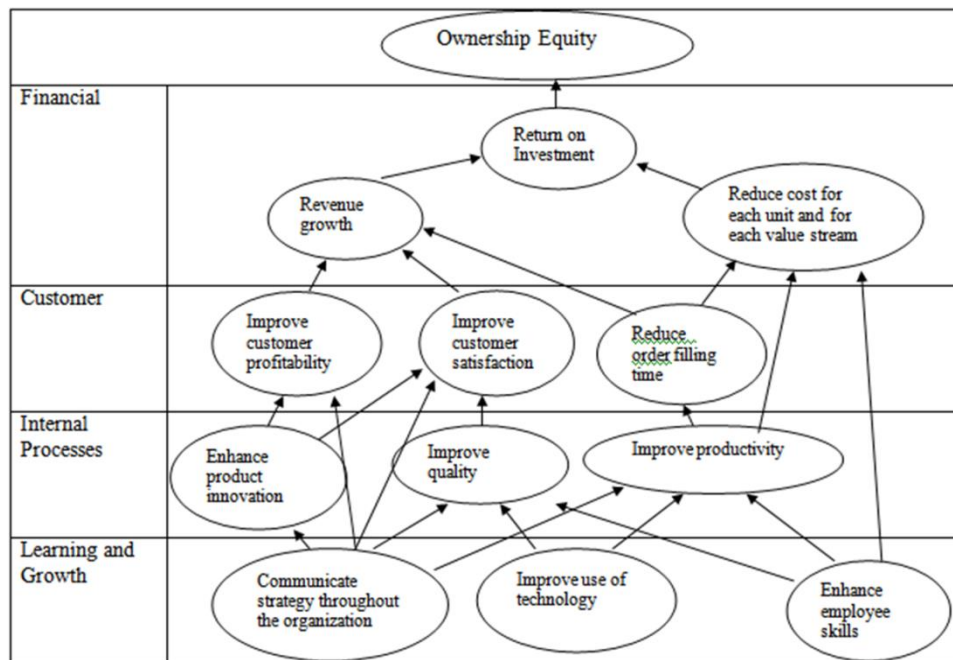 Ownership Equity
Financial
Return on
Investment
Revenue
growth
Reduce cost for
each unit and for
each value stream
Customer
Improve
customer
profitability
Improve
customer
satisfaction
Reduce
order filling
time
Internal
Processes
Enhance
product
innovation
Improve
quality
Improve productivity
Learning and
Growth
Communicate
strategy throughout
the organization
Improve use of
technology
Enhance
employee
skills